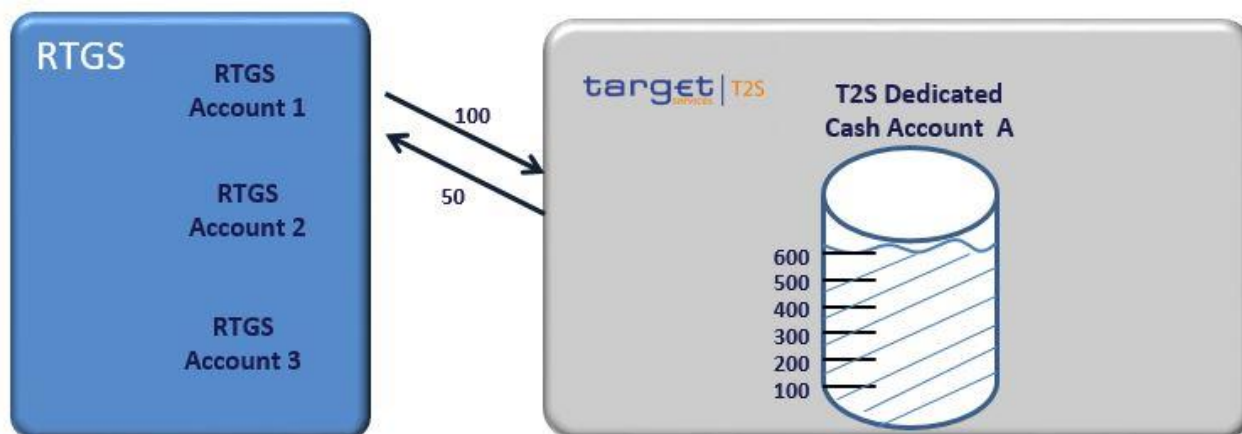 RTGS
RTGS
Account 1
RTGS
Account 2
RTGS
Account 3
100
50
target | T2S
services
T2S Dedicated
Cash Account A
600
500
400
300
200
100